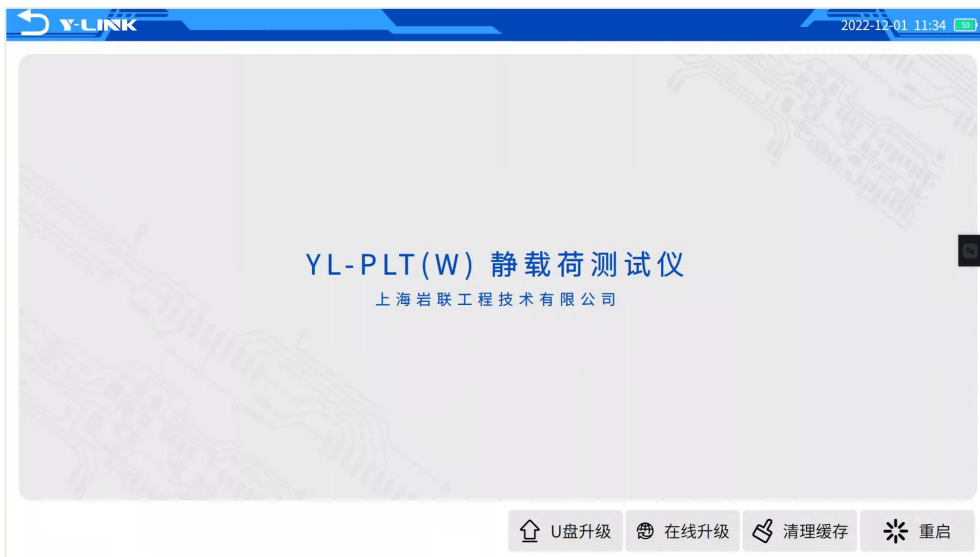 Y-LINK
2022-12-01 11:34 50
YL-PLT(W) 静载荷测试仪
上海岩联工程技术有限公司
U盘升级 在线升级 清理缓存 重启